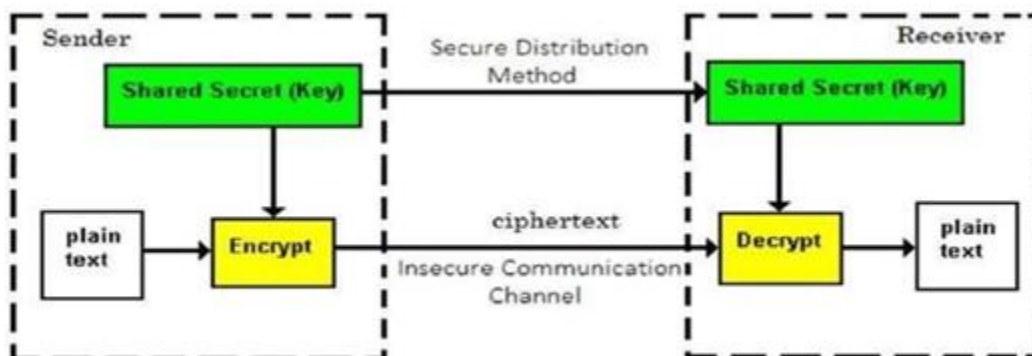 Sender
Receiver
Secure Distribution
Method
Shared Secret (Key)
Shared Secret (Key)
plain
text
Encrypt
ciphertext
Insecure Communication
Channel
Decrypt
plain
text